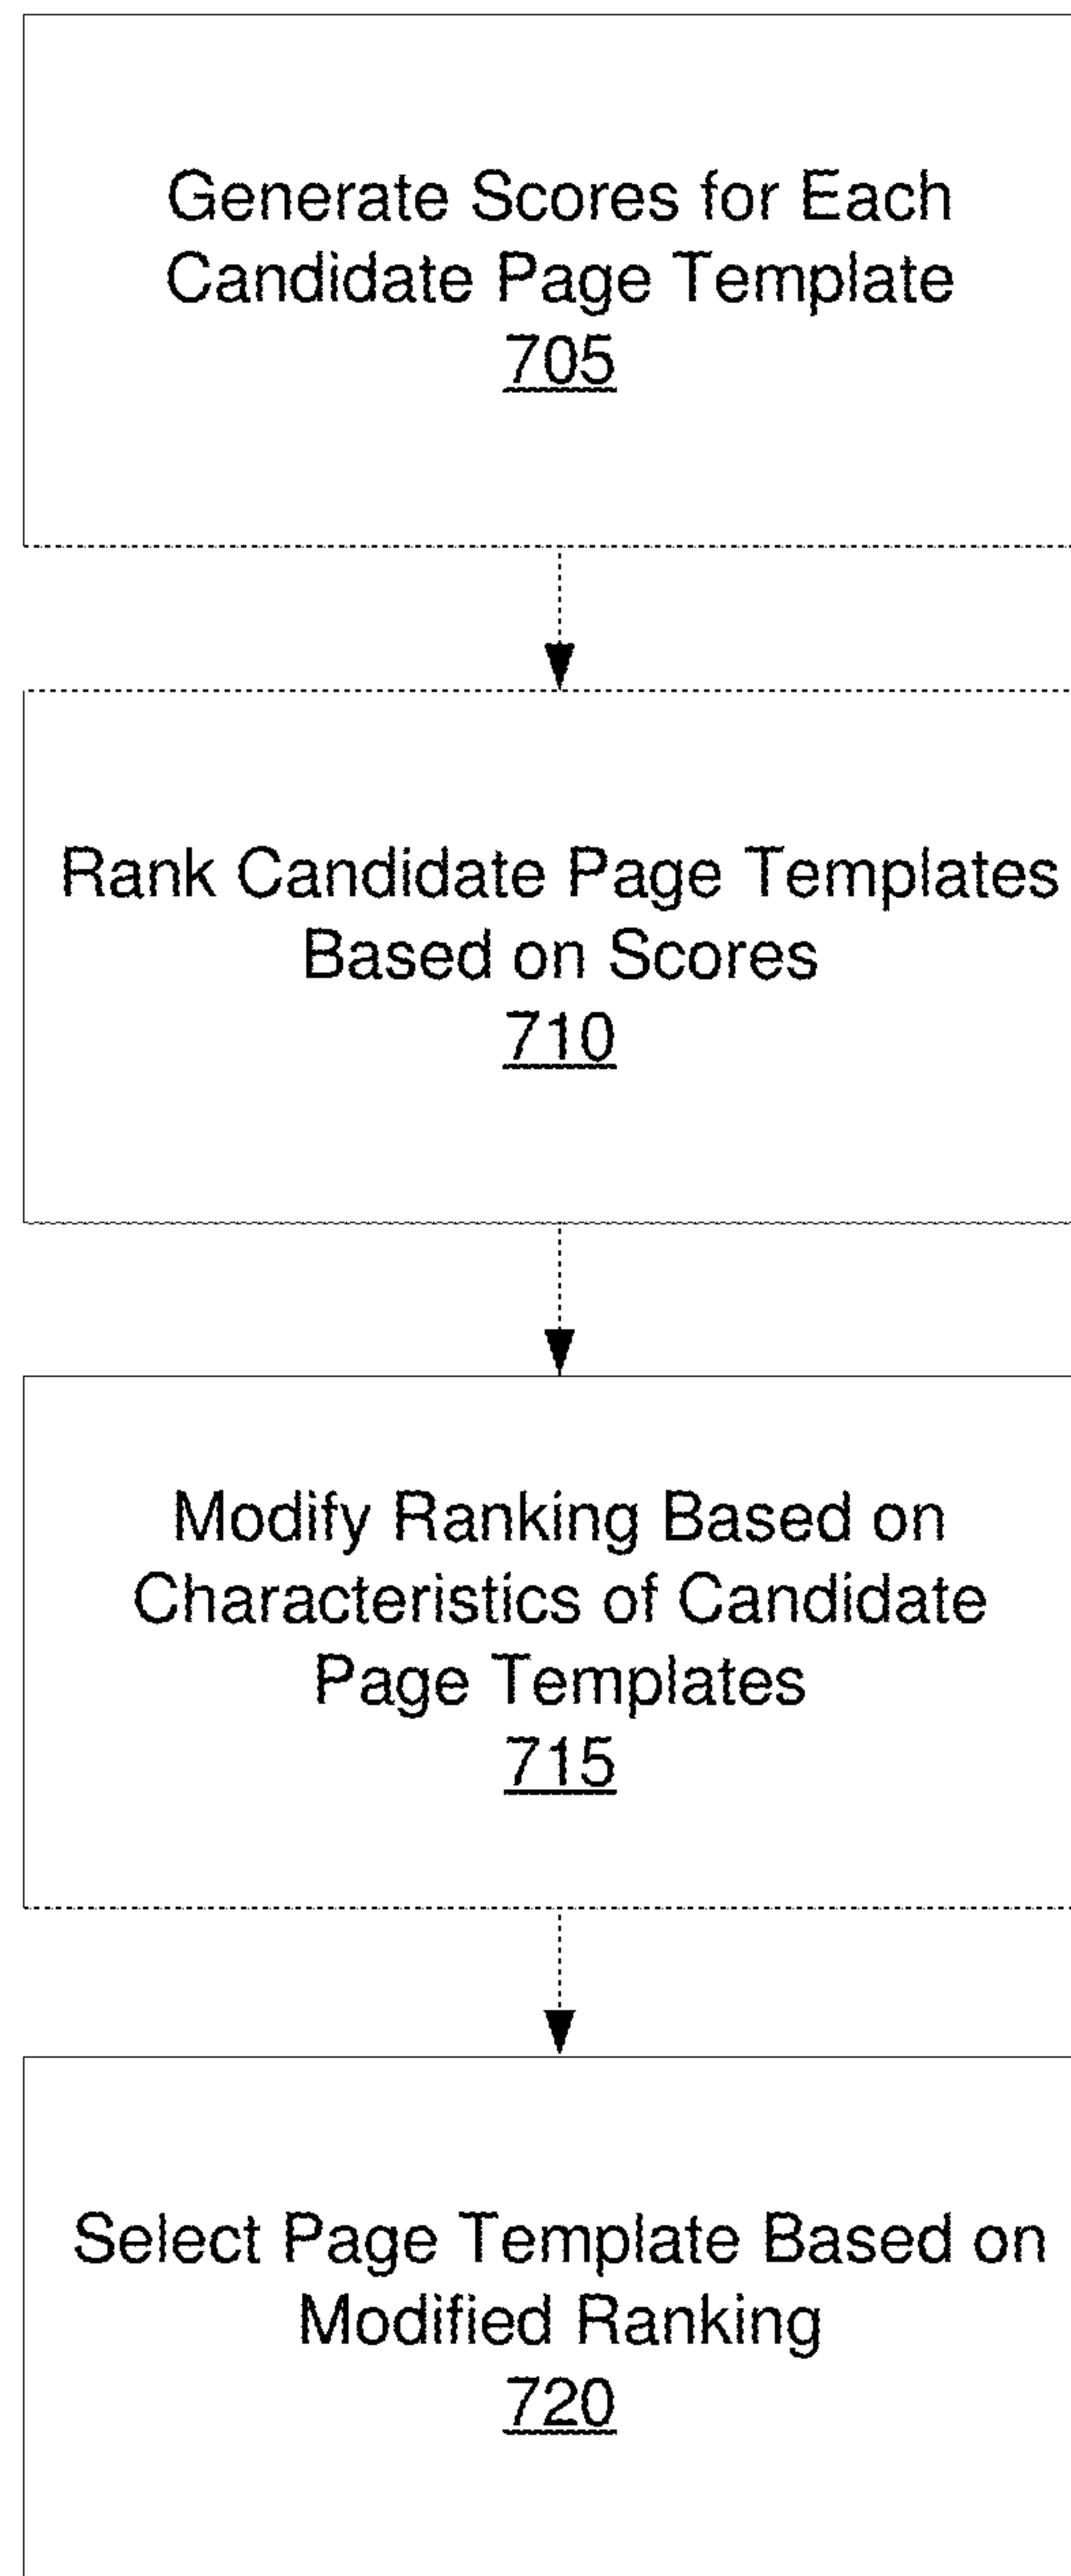 Generate Scores for Each
Candidate Page Template
705
Rank Candidate Page Templates
Based on Scores
710
Modify Ranking Based on
Characteristics of Candidate
Page Templates
715
Select Page Template Based on
Modified Ranking
720